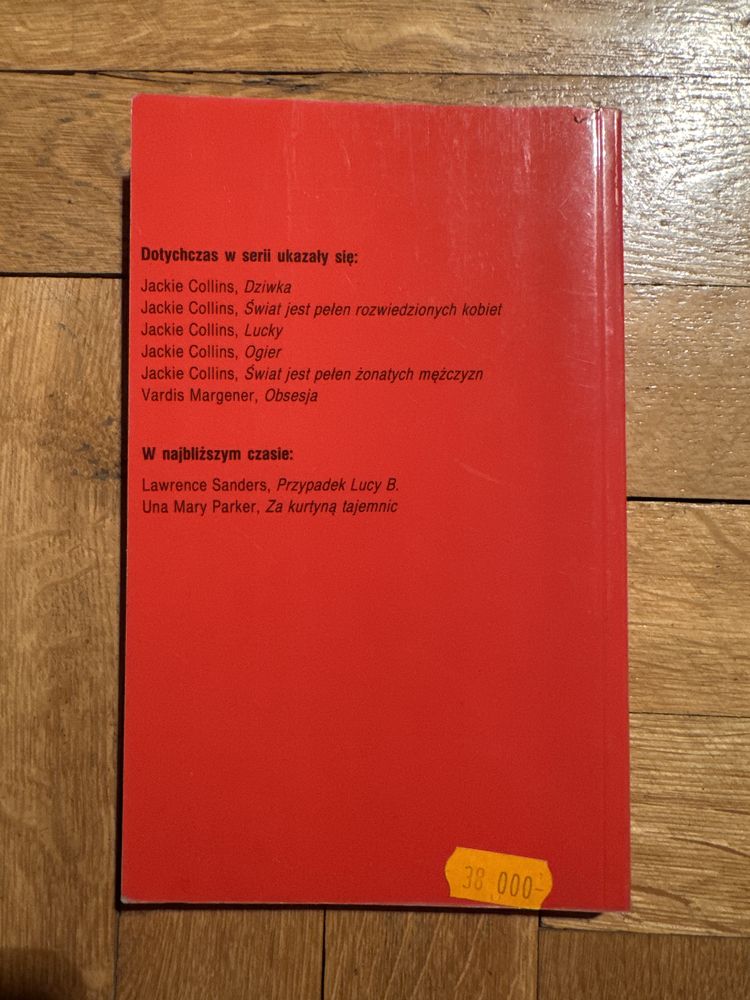 Dotychczas w serii ukazały się:
Jackie Collins, Dziwka
Jackie Collins, Świat jest pełen rozwiedzionych kobiet
Jackie Collins, Lucky
Jackie Collins, Ogier
Jackie Collins, Świat jest pełen żonatych mężczyzn
Vardis Margener, Obsesja
W najbliższym czasie:
Lawrence Sanders, Przypadek Lucy B.
Una Mary Parker, Za kurtyną tajemnic
38 000-